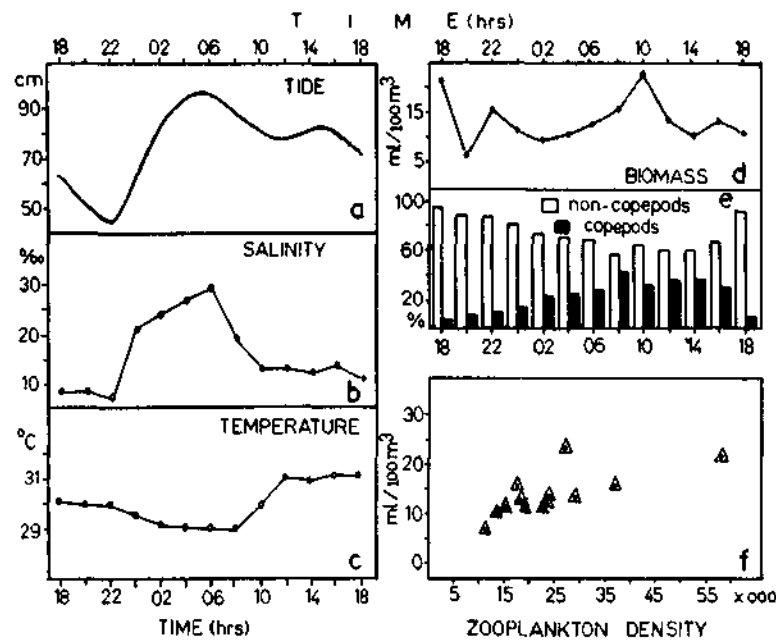 T I M E (hrs)
18 22 02 06 10 14 18
18 22 02 06 10 14 18
cm
90
70
50
TIDE
a
ml/100m³
15
5
BIOMASS
d
‰
30
20
10
SALINITY
b
100
60
20
%
non-copepods
copepods
e
18 22 02 06 10 14 18
°C
31
29
TEMPERATURE
c
18 22 02 06 10 14 18
TIME (hrs)
ml/100m³
30
20
10
0
f
5 15 25 35 45 55 x000
ZOOPLANKTON DENSITY